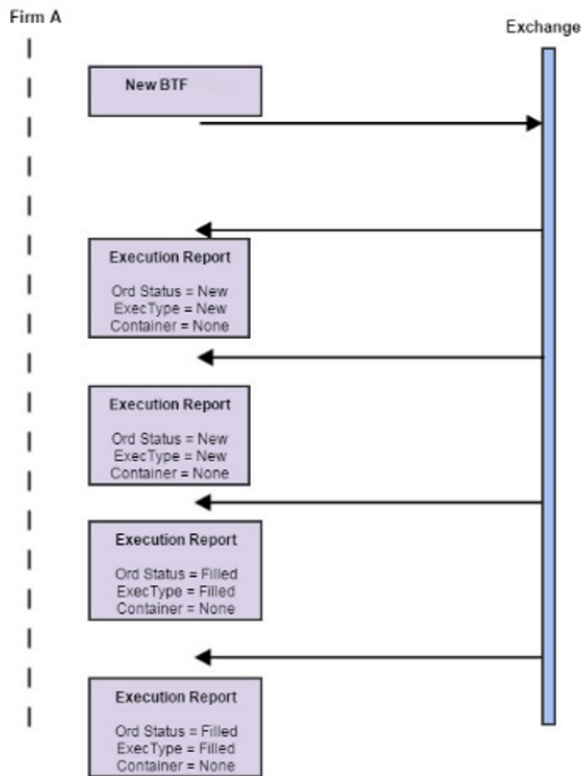 Firm A
Exchange
New BTF
Execution Report
Ord Status = New
ExecType = New
Container = None
Execution Report
Ord Status = New
ExecType = New
Container = None
Execution Report
Ord Status = Filled
ExecType = Filled
Container = None
Execution Report
Ord Status = Filled
ExecType = Filled
Container = None